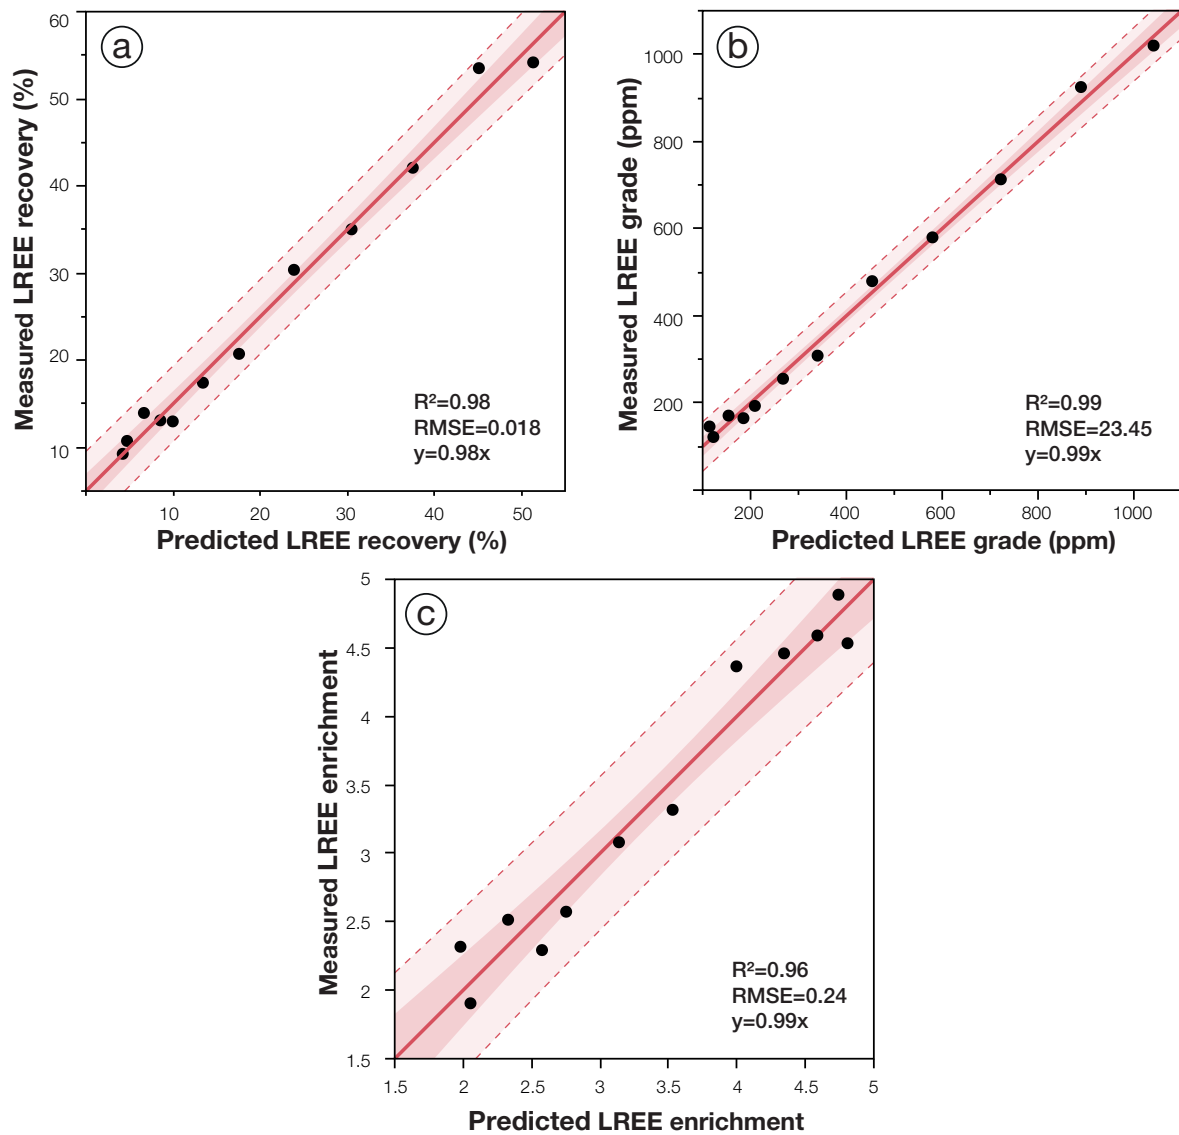 a
60
50
40
30
20
10
Measured LREE recovery (%)
R²=0.98
RMSE=0.018
y=0.98x
10
20
30
40
50
Predicted LREE recovery (%)
b
1000
800
600
400
200
Measured LREE grade (ppm)
R²=0.99
RMSE=23.45
y=0.99x
200
400
600
800
1000
Predicted LREE grade (ppm)
c
5
4.5
4
3.5
3
2.5
2
1.5
Measured LREE enrichment
R²=0.96
RMSE=0.24
y=0.99x
1.5
2
2.5
3
3.5
4
4.5
5
Predicted LREE enrichment